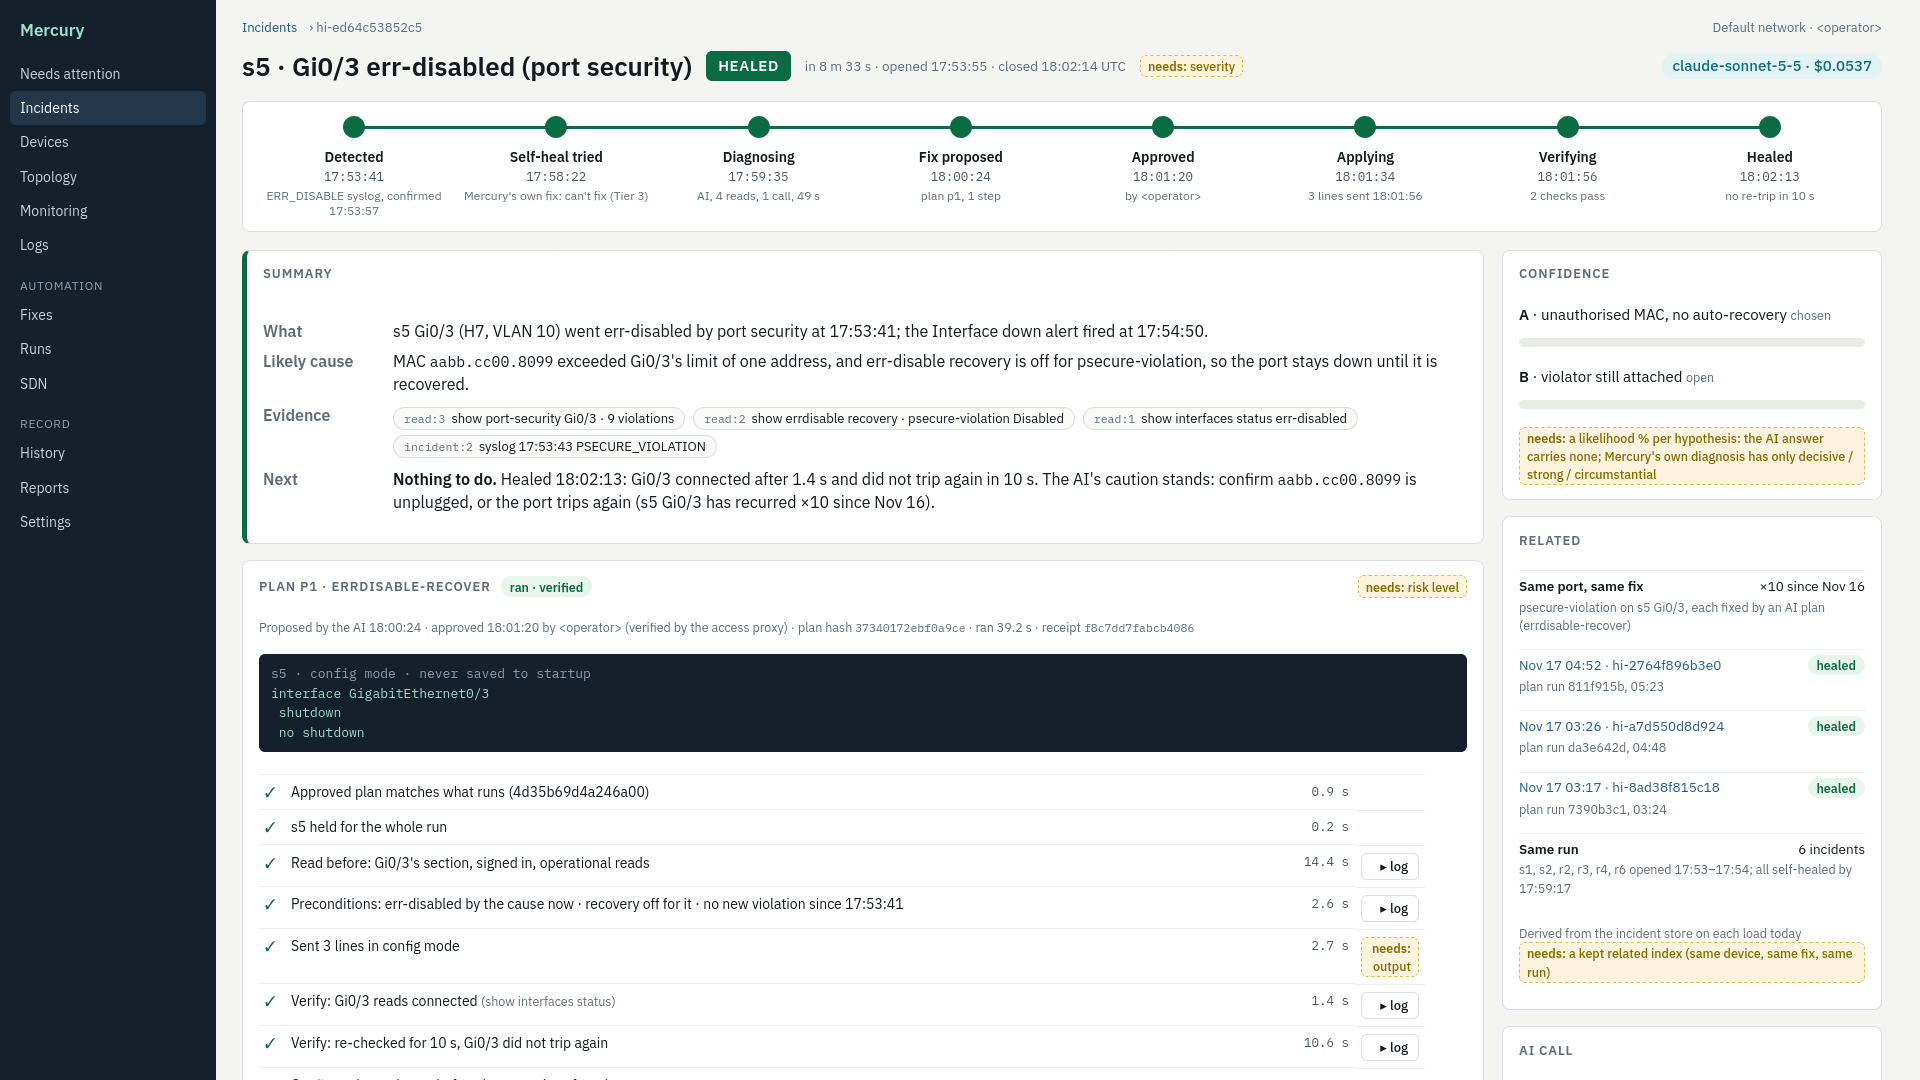 Mercury
Needs attention
Incidents
Devices
Topology
Monitoring
Logs
AUTOMATION
Fixes
Runs
SDN
RECORD
History
Reports
Settings
Incidents › hi-ed64c53852c5
Default network · <operator>
s5 · Gi0/3 err-disabled (port security) HEALED in 8 m 33 s · opened 17:53:55 · closed 18:02:14 UTC needs: severity
claude-sonnet-5-5 · $0.0537
Detected
17:53:41
ERR_DISABLE syslog, confirmed
17:53:57
Self-heal tried
17:58:22
Mercury's own fix: can't fix (Tier 3)
Diagnosing
17:59:35
AI, 4 reads, 1 call, 49 s
Fix proposed
18:00:24
plan p1, 1 step
Approved
18:01:20
by <operator>
Applying
18:01:34
3 lines sent 18:01:56
Verifying
18:01:56
2 checks pass
Healed
18:02:13
no re-trip in 10 s
SUMMARY
What s5 Gi0/3 (H7, VLAN 10) went err-disabled by port security at 17:53:41; the Interface down alert fired at 17:54:50.
Likely cause MAC aabb.cc00.8099 exceeded Gi0/3's limit of one address, and err-disable recovery is off for psecure-violation, so the port stays down until it is
recovered.
Evidence read:3 show port-security Gi0/3 · 9 violations read:2 show errdisable recovery · psecure-violation Disabled read:1 show interfaces status err-disabled
incident:2 syslog 17:53:43 PSECURE_VIOLATION
Next Nothing to do. Healed 18:02:13: Gi0/3 connected after 1.4 s and did not trip again in 10 s. The AI's caution stands: confirm aabb.cc00.8099 is
unplugged, or the port trips again (s5 Gi0/3 has recurred ×10 since Nov 16).
PLAN P1 · ERRDISABLE-RECOVER ran · verified needs: risk level
Proposed by the AI 18:00:24 · approved 18:01:20 by <operator> (verified by the access proxy) · plan hash 37340172ebf0a9ce · ran 39.2 s · receipt f8c7dd7fabcb4086
s5 · config mode · never saved to startup
interface GigabitEthernet0/3
shutdown
no shutdown
✓ Approved plan matches what runs (4d35b69d4a246a00) 0.9 s
✓ s5 held for the whole run 0.2 s
✓ Read before: Gi0/3's section, signed in, operational reads 14.4 s ▸ log
✓ Preconditions: err-disabled by the cause now · recovery off for it · no new violation since 17:53:41 2.6 s ▸ log
✓ Sent 3 lines in config mode 2.7 s needs:
output
✓ Verify: Gi0/3 reads connected (show interfaces status) 1.4 s ▸ log
✓ Verify: re-checked for 10 s, Gi0/3 did not trip again 10.6 s ▸ log
CONFIDENCE
A · unauthorised MAC, no auto-recovery chosen
B · violator still attached open
needs: a likelihood % per hypothesis: the AI answer
carries none; Mercury's own diagnosis has only decisive /
strong / circumstantial
RELATED
Same port, same fix ×10 since Nov 16
psecure-violation on s5 Gi0/3, each fixed by an AI plan
(errdisable-recover)
Nov 17 04:52 · hi-2764f896b3e0 healed
plan run 811f915b, 05:23
Nov 17 03:26 · hi-a7d550d8d924 healed
plan run da3e642d, 04:48
Nov 17 03:17 · hi-8ad38f815c18 healed
plan run 7390b3c1, 03:24
Same run 6 incidents
s1, s2, r2, r3, r4, r6 opened 17:53–17:54; all self-healed by
17:59:17
Derived from the incident store on each load today
needs: a kept related index (same device, same fix, same
run)
AI CALL